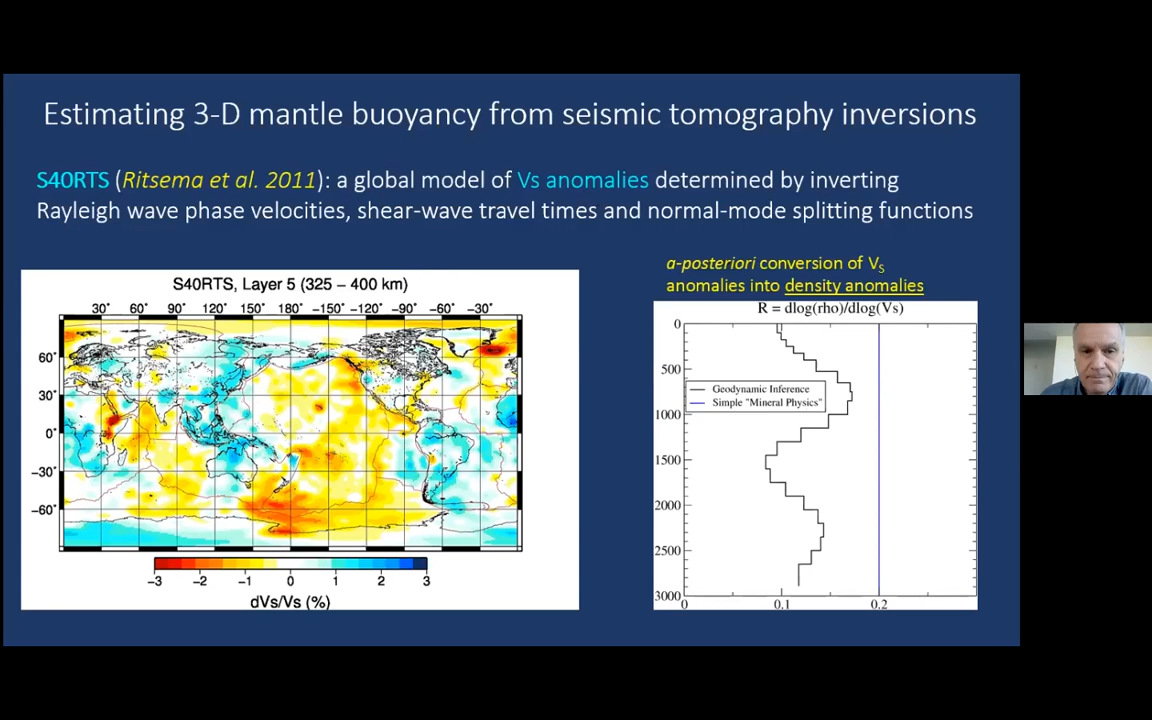 Estimating 3-D mantle buoyancy from seismic tomography inversions
S40RTS (Ritsema et al. 2011): a global model of Vs anomalies determined by inverting
Rayleigh wave phase velocities, shear-wave travel times and normal-mode splitting functions
S40RTS, Layer 5 (325 – 400 km)
30° 60° 90° 120° 150° 180° −150° −120° −90° −60° −30°
60°
30°
0°
−30°
−60°
−3 −2 −1 0 1 2 3
dVs/Vs (%)
a-posteriori conversion of VS
anomalies into density anomalies
R = dlog(rho)/dlog(Vs)
0
500
Geodynamic Inference
Simple "Mineral Physics"
1000
1500
2000
2500
3000
0 0.1 0.2